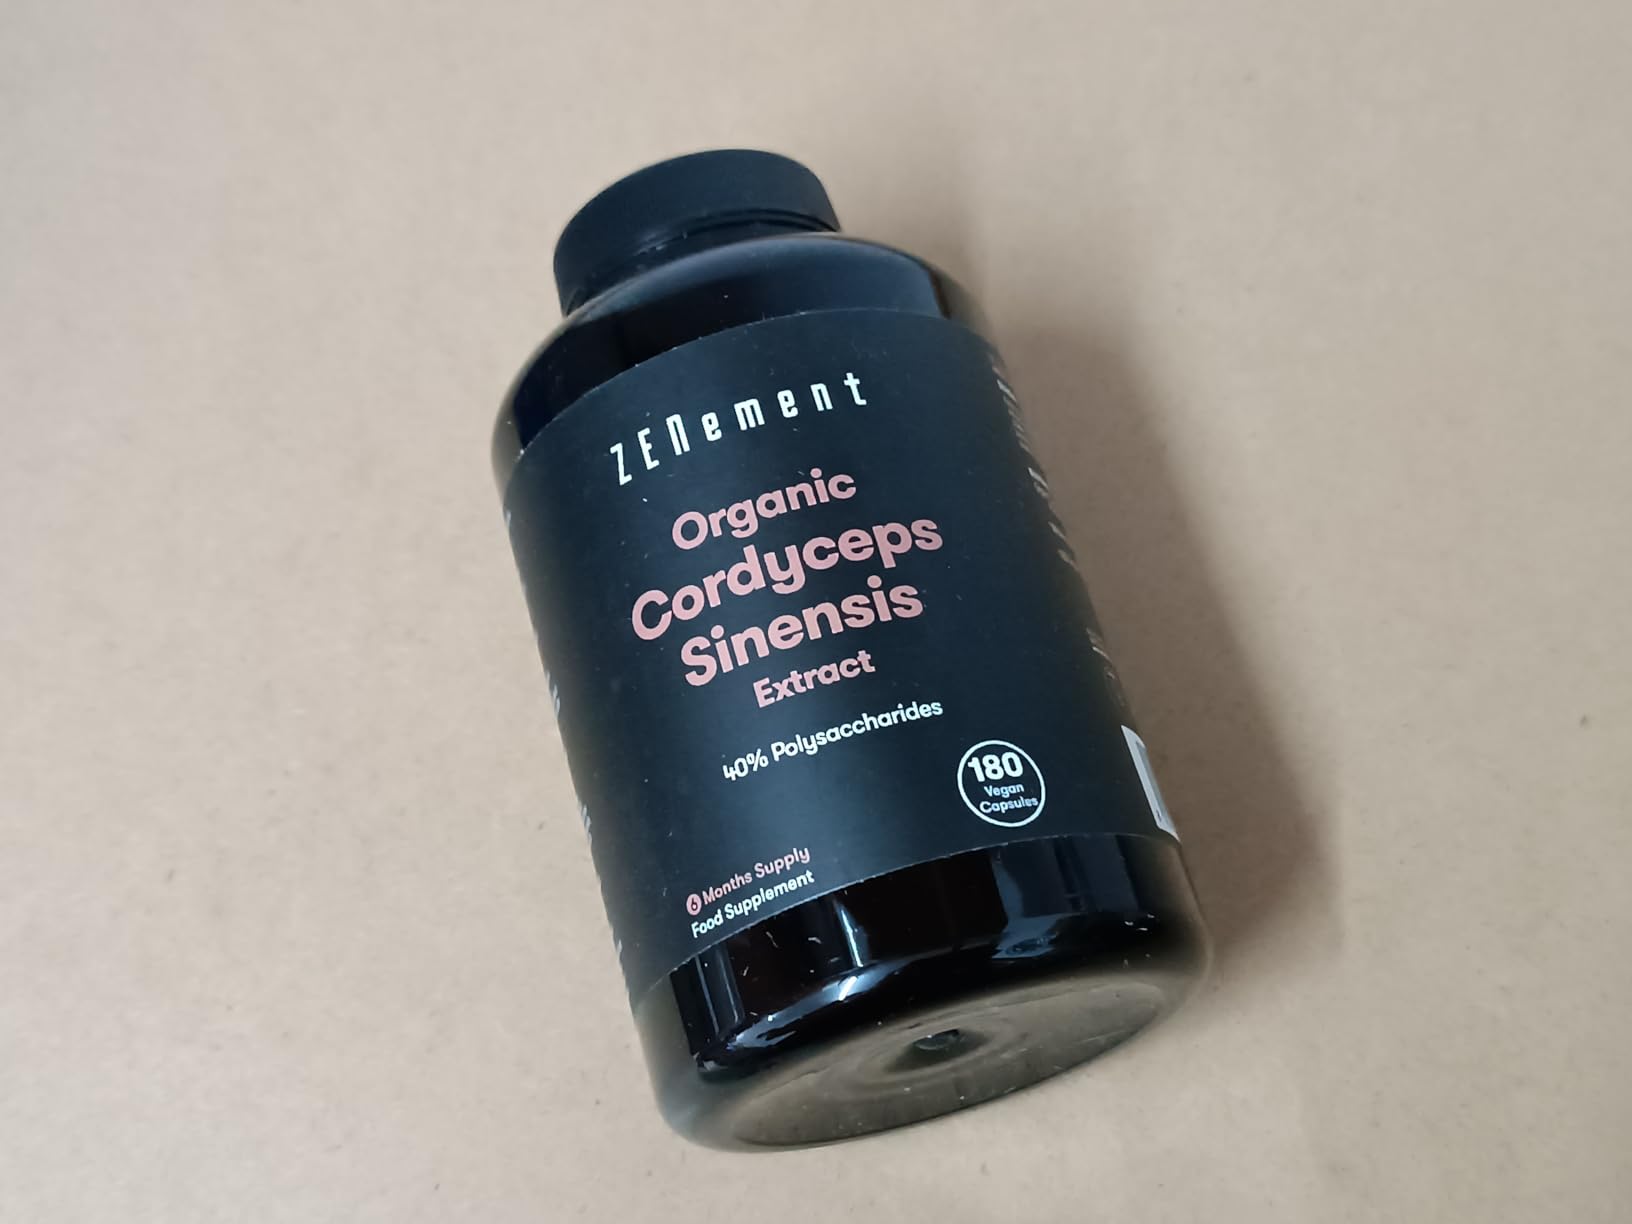 ZENement
Organic
Cordyceps
Sinensis
Extract
40% Polysaccharides
180
Vegan
Capsules
6 Months Supply
Food Supplement